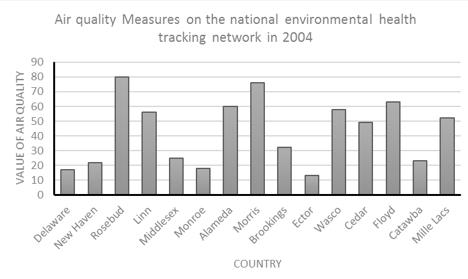 Air quality Measures on the national environmental health
tracking network in 2004
VALUE OF AIR QUALITY
90
80
70
60
50
40
30
20
10
0
Delaware
New Haven
Rosebud
Linn
Middlesex
Monroe
Alameda
Morris
Brookings
Ector
Wasco
Cedar
Floyd
Catawba
Mille Lacs
COUNTRY